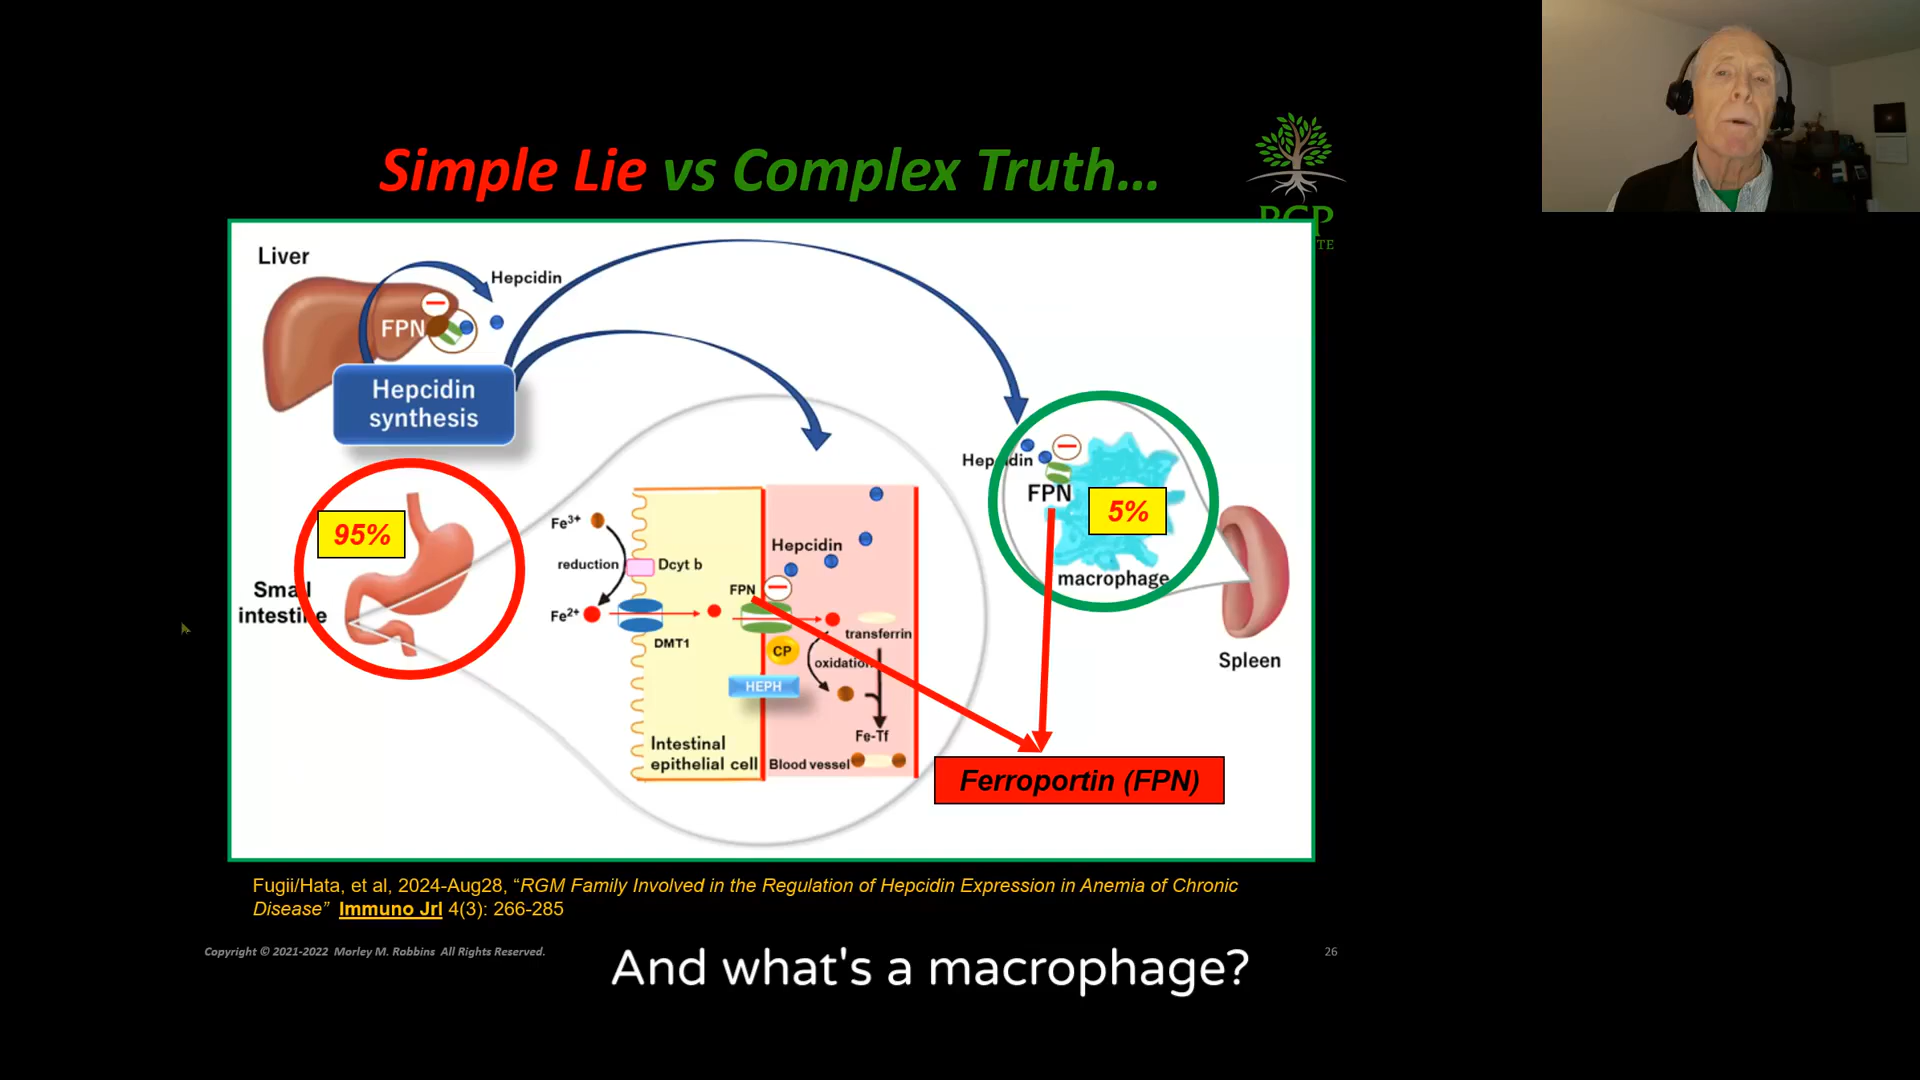 Simple Lie vs Complex Truth...
RGP
TE
Liver
Hepcidin
FPN
Hepcidin
synthesis
95%
Small
intestine
Fe3+
reduction
Dcyt b
Fe2+
DMT1
Hepcidin
FPN
CP
HEPH
transferrin
oxidation
Fe-Tf
Intestinal
epithelial cell
Blood vessel
Hepcidin
FPN
5%
macrophage
Spleen
Ferroportin (FPN)
Fugii/Hata, et al, 2024-Aug28, “RGM Family Involved in the Regulation of Hepcidin Expression in Anemia of Chronic
Disease” Immuno Jrl 4(3): 266-285
Copyright © 2021-2022 Morley M. Robbins All Rights Reserved.
26
And what's a macrophage?